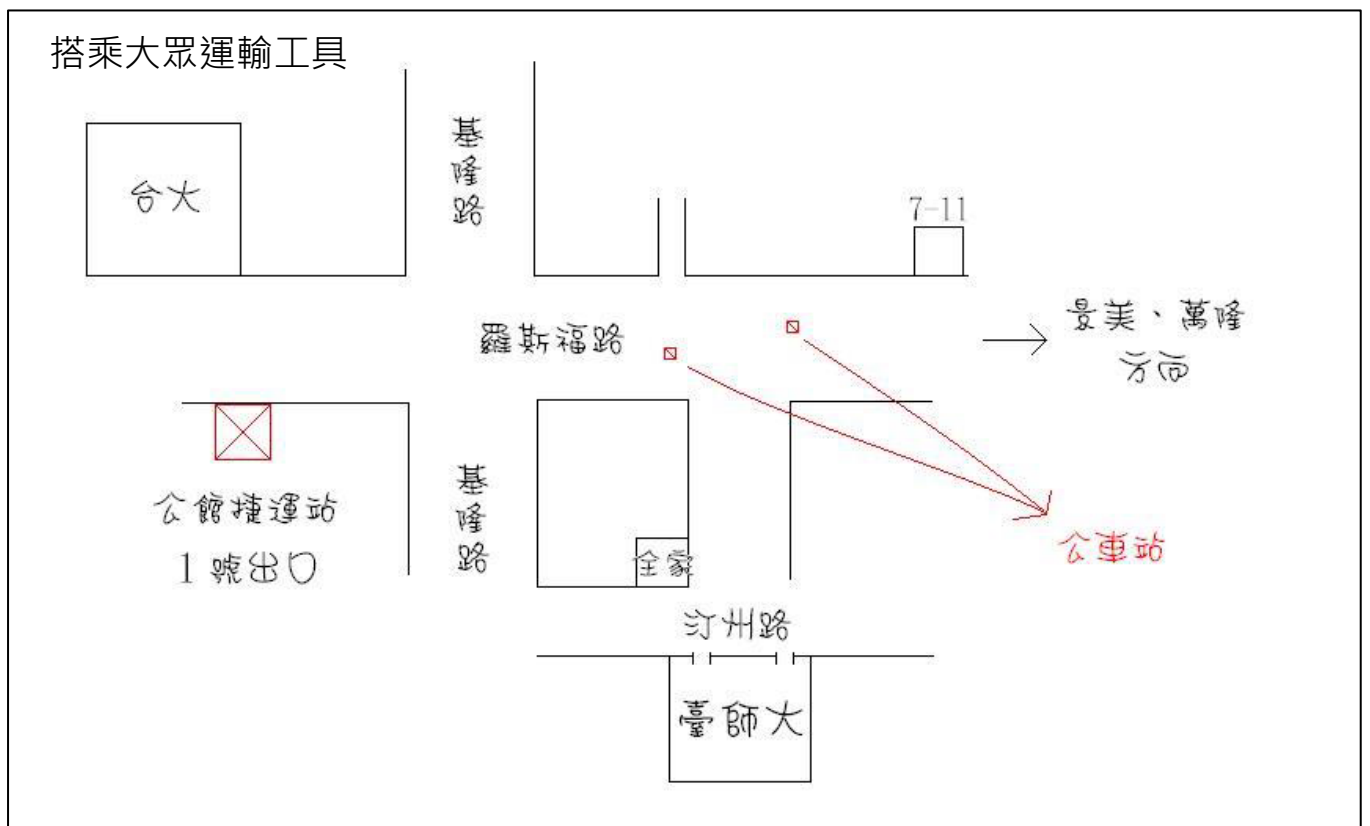 搭乘大眾運輸工具
基隆路
台大
7-11
景美、萬隆
方向
羅斯福路
公館捷運站
1號出口
基隆路
全家
公車站
汀州路
臺師大